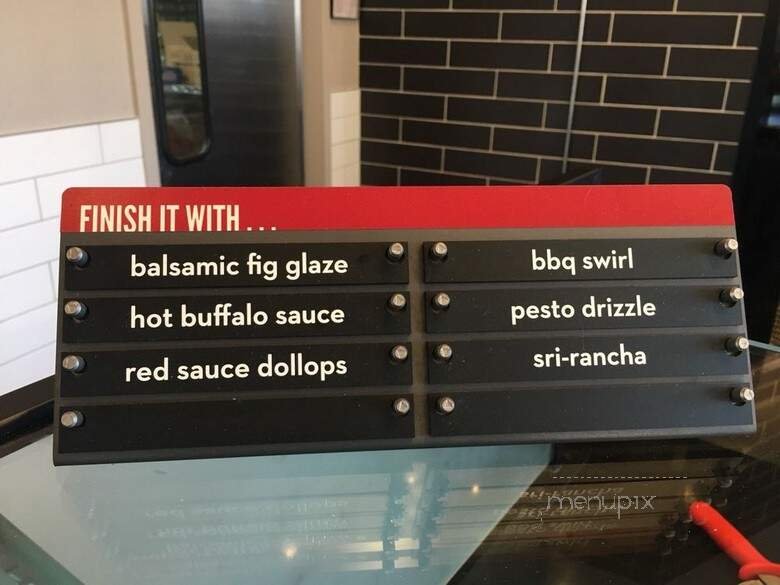 FINISH IT WITH . . .
balsamic fig glaze
hot buffalo sauce
red sauce dollops
bbq swirl
pesto drizzle
sri-rancha
menupix